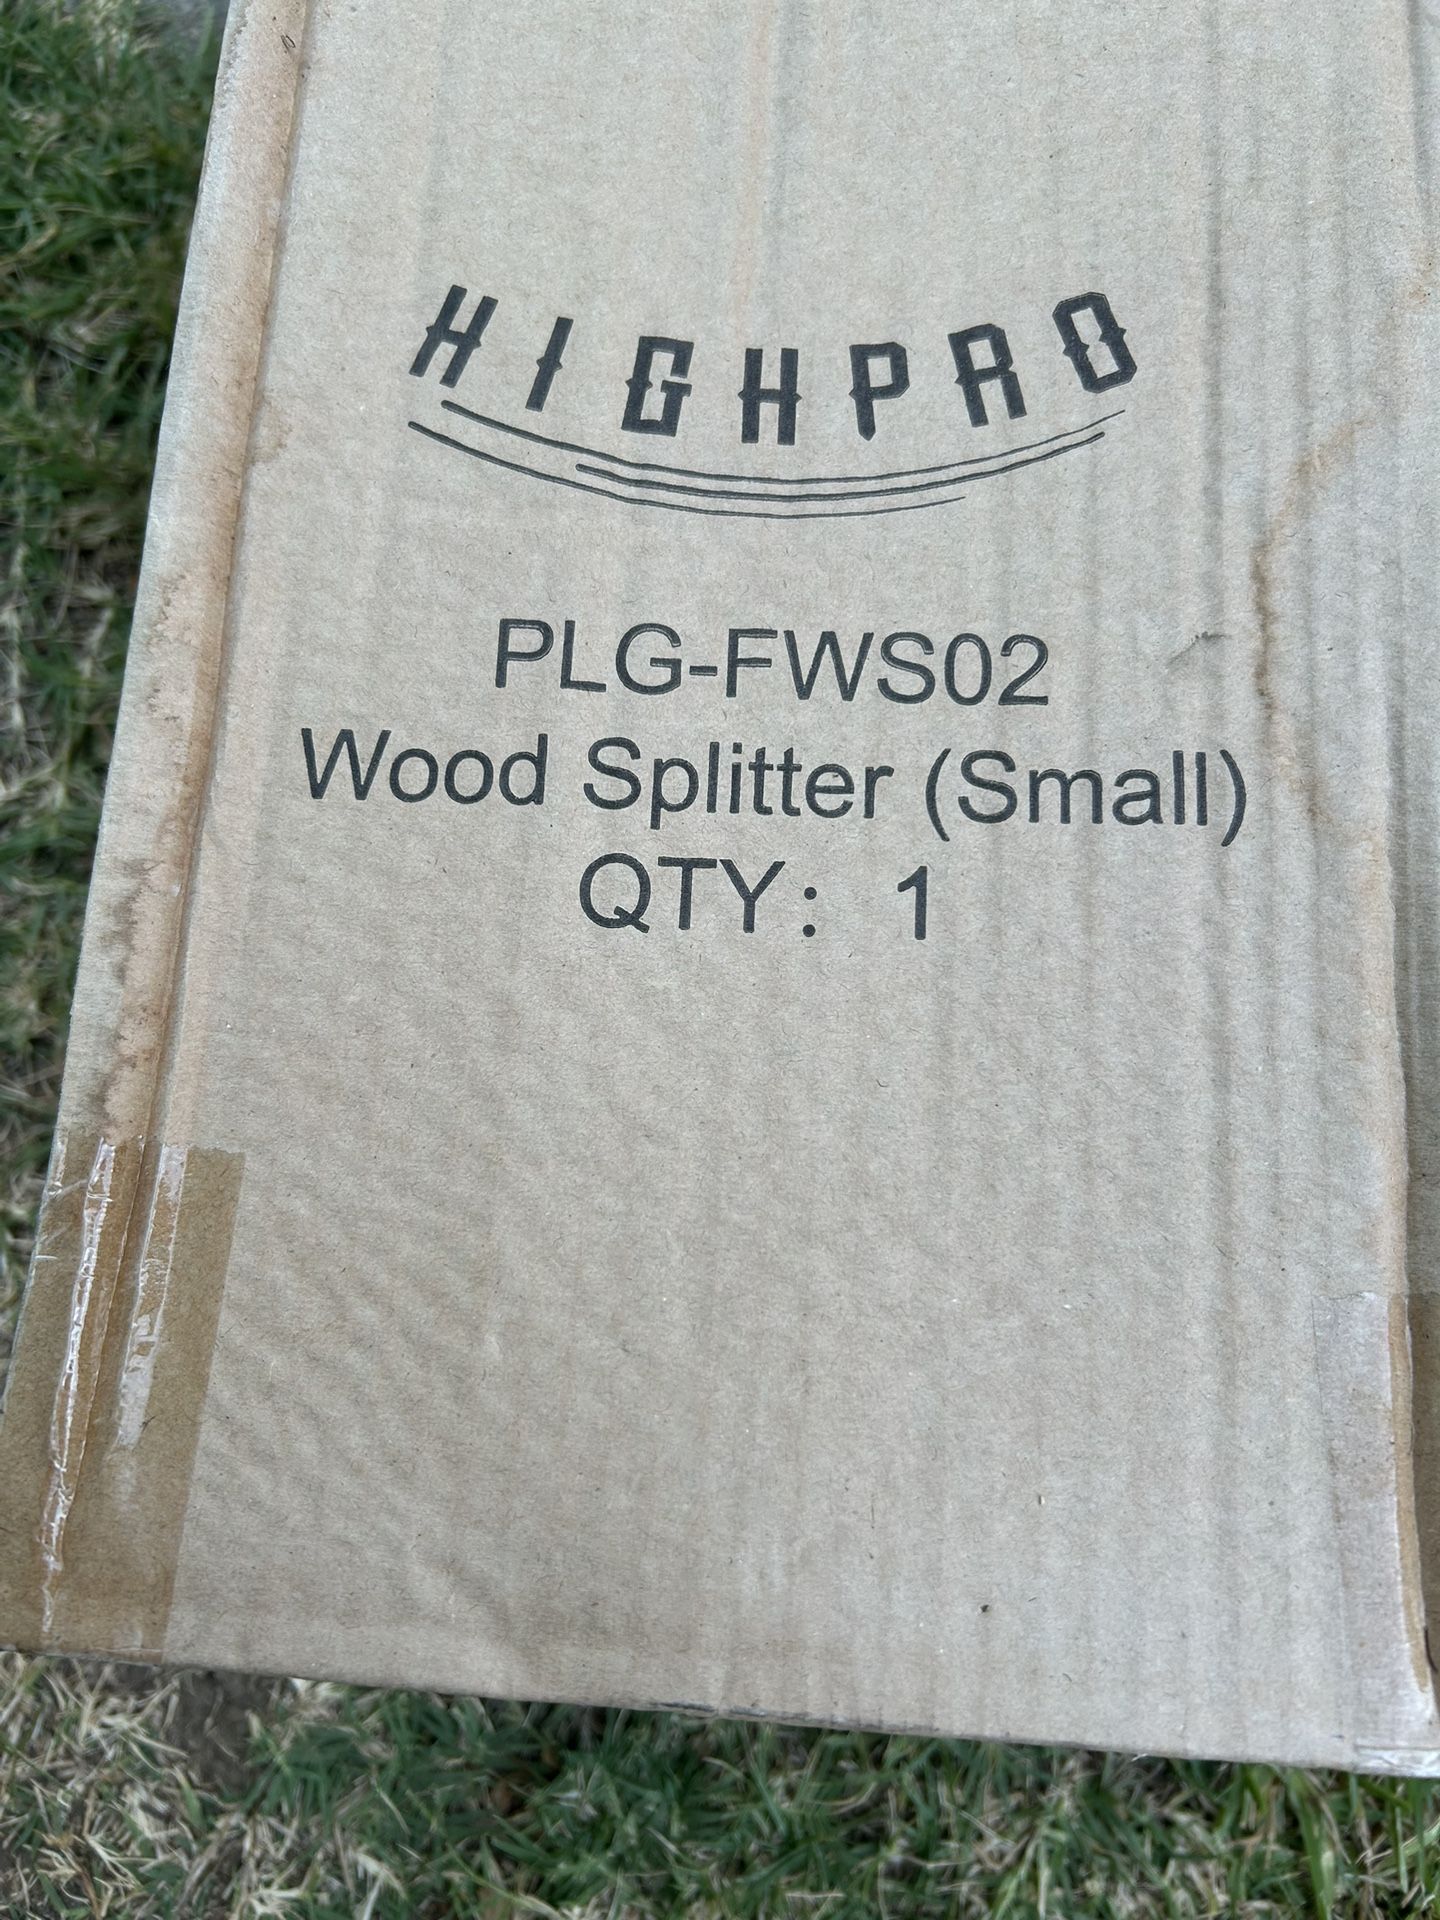 HIGHPRO
PLG-FWS02
Wood Splitter (Small)
QTY: 1